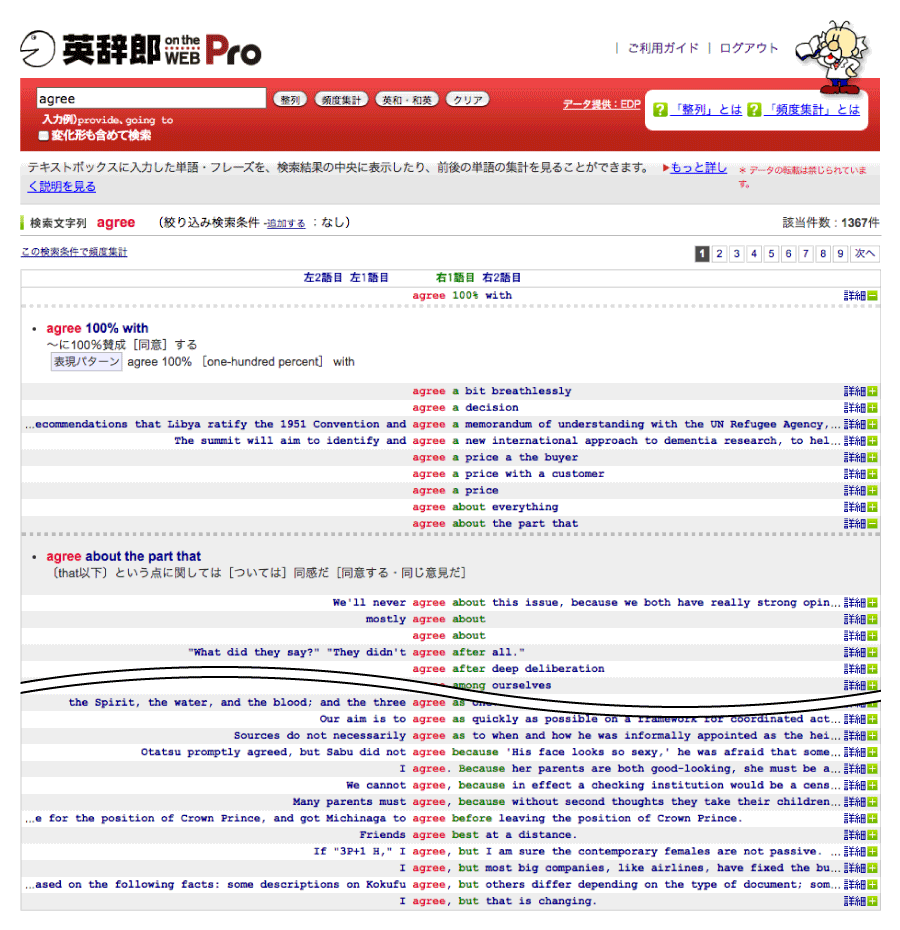 英辞郎 on the WEB Pro
| ご利用ガイド | ログアウト
agree 整列 頻度集計 英和・和英 クリア
データ提供：EDP ? 「整列」とは ? 「頻度集計」とは
入力例)provide、going to
変化形も含めて検索
テキストボックスに入力した単語・フレーズを、検索結果の中央に表示したり、前後の単語の集計を見ることができます。 ▶もっと詳し
く説明を見る
＊ データの転載は禁じられていま
す。
検索文字列 agree （絞り込み検索条件 -追加する ：なし） 該当件数：1367件
この検索条件で頻度集計 1 2 3 4 5 6 7 8 9 次へ
左2語目 左1語目 右1語目 右2語目
agree 100% with 詳細
・ agree 100% with
～に100％賛成［同意］する
表現パターン agree 100% ［one-hundred percent］ with
agree a bit breathlessly 詳細
agree a decision 詳細
...ecommendations that Libya ratify the 1951 Convention and agree a memorandum of understanding with the UN Refugee Agency,... 詳細
The summit will aim to identify and agree a new international approach to dementia research, to hel... 詳細
agree a price a the buyer 詳細
agree a price with a customer 詳細
agree a price 詳細
agree about everything 詳細
agree about the part that 詳細
・ agree about the part that
〔that以下〕という点に関しては［ついては］同感だ［同意する・同じ意見だ］
We'll never agree about this issue, because we both have really strong opin... 詳細
mostly agree about 詳細
agree about 詳細
"What did they say?" "They didn't agree after all." 詳細
agree after deep deliberation 詳細
among ourselves 詳細
the Spirit, the water, and the blood; and the three agree as
Our aim is to agree as quickly as possible on a framework for coordinated act... 詳細
Sources do not necessarily agree as to when and how he was informally appointed as the hei... 詳細
Otatsu promptly agreed, but Sabu did not agree because 'His face looks so sexy,' he was afraid that some... 詳細
I agree. Because her parents are both good-looking, she must be a... 詳細
We cannot agree, because in effect a checking institution would be a cens... 詳細
Many parents must agree, because without second thoughts they take their children... 詳細
...e for the position of Crown Prince, and got Michinaga to agree before leaving the position of Crown Prince. 詳細
Friends agree best at a distance. 詳細
If "3P+1 H," I agree, but I am sure the contemporary females are not passive. ... 詳細
I agree, but most big companies, like airlines, have fixed the bu... 詳細
...ased on the following facts: some descriptions on Kokufu agree, but others differ depending on the type of document; som... 詳細
I agree, but that is changing. 詳細